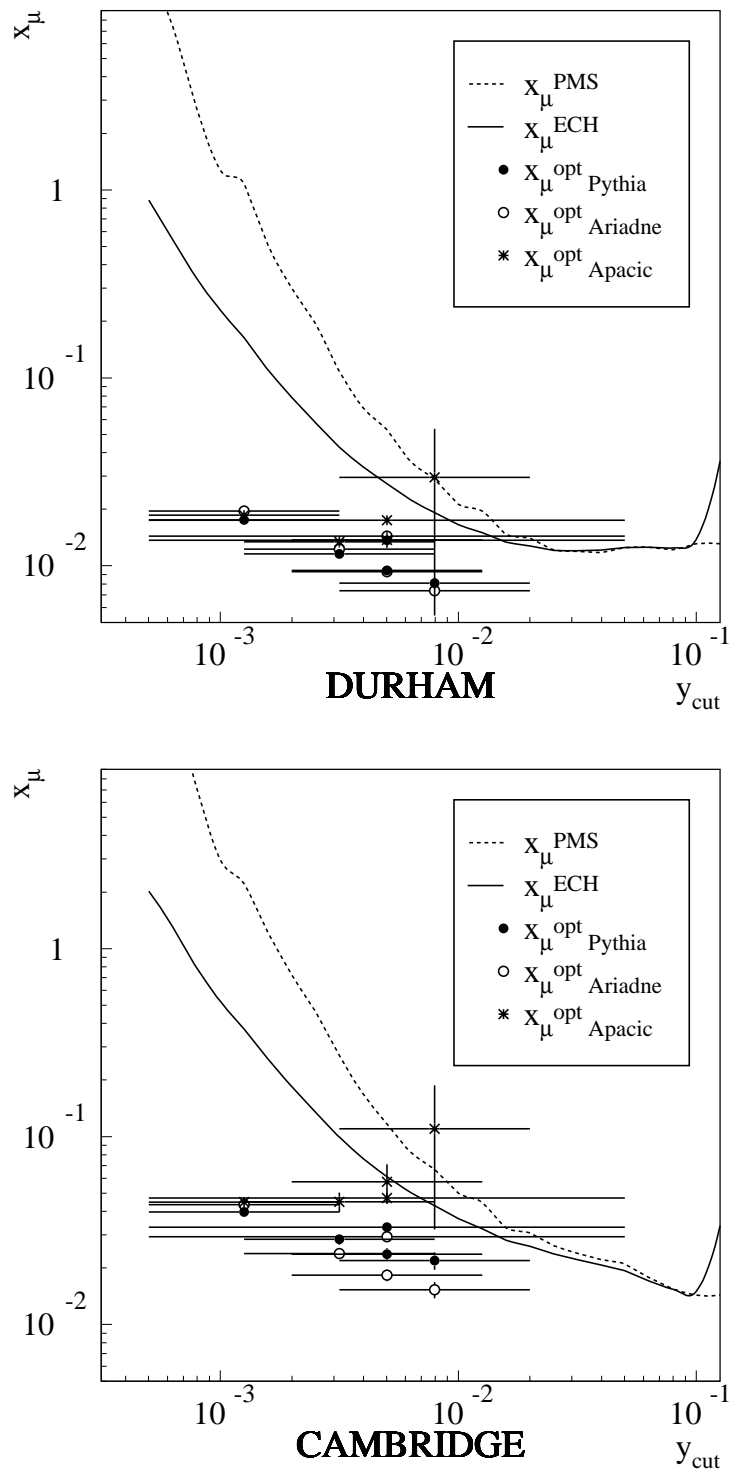 x_μ
x_μ^PMS
x_μ^ECH
x_μ^opt Pythia
x_μ^opt Ariadne
x_μ^opt Apacic
1
10^-1
10^-2
10^-3 10^-2 10^-1
DURHAM y_cut
x_μ
x_μ^PMS
x_μ^ECH
x_μ^opt Pythia
x_μ^opt Ariadne
x_μ^opt Apacic
1
10^-1
10^-2
10^-3 10^-2 10^-1
CAMBRIDGE y_cut